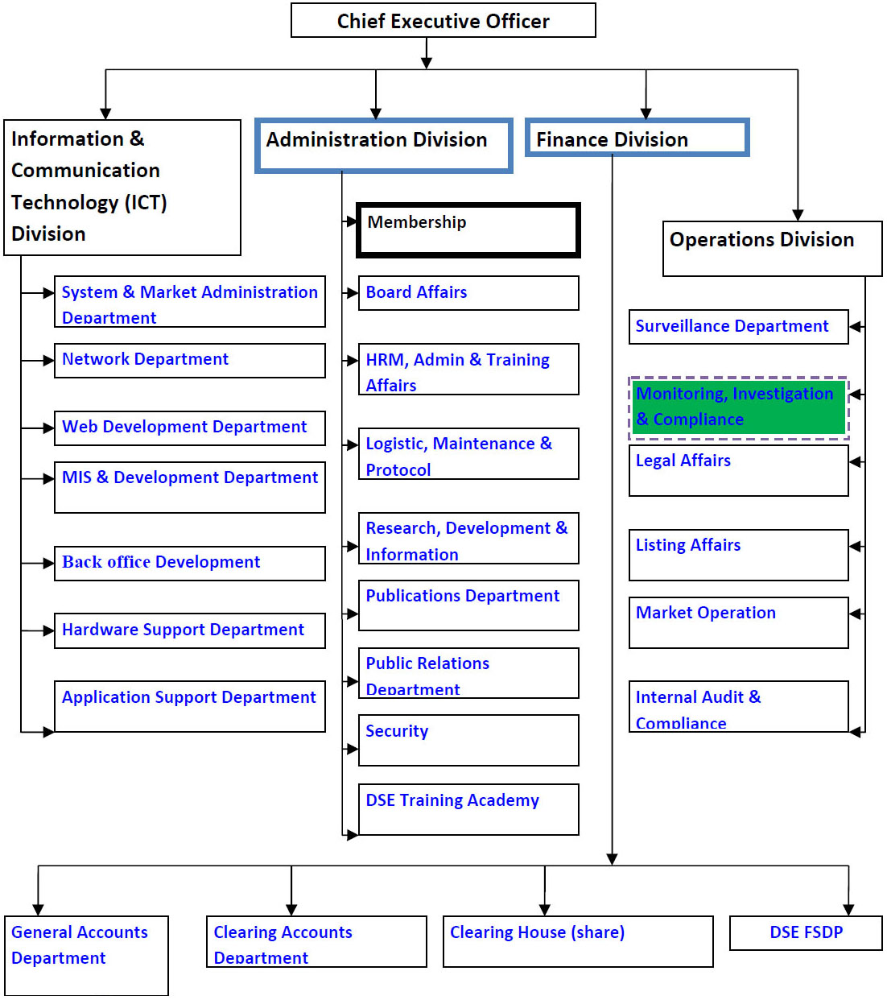 Chief Executive Officer
Information &
Communication
Technology (ICT)
Division
Administration Division
Finance Division
Operations Division
System & Market Administration
Department
Network Department
Web Development Department
MIS & Development Department
Back office Development
Hardware Support Department
Application Support Department
Membership
Board Affairs
HRM, Admin & Training
Affairs
Logistic, Maintenance &
Protocol
Research, Development &
Information
Publications Department
Public Relations
Department
Security
DSE Training Academy
Surveillance Department
Monitoring, Investigation
& Compliance
Legal Affairs
Listing Affairs
Market Operation
Internal Audit &
Compliance
General Accounts
Department
Clearing Accounts
Department
Clearing House (share)
DSE FSDP